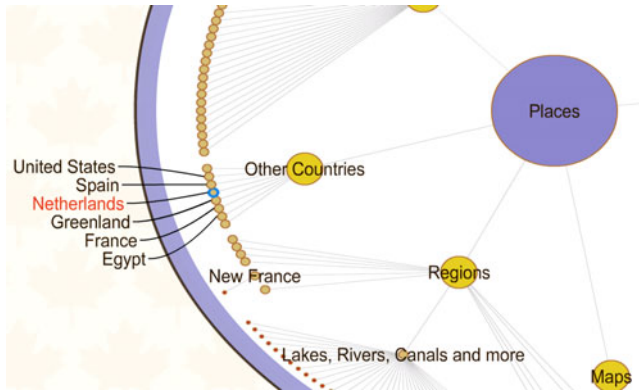 Places
United States
Other Countries
Spain
Netherlands
Greenland
France
Egypt
New France
Regions
Lakes, Rivers, Canals and more
Maps